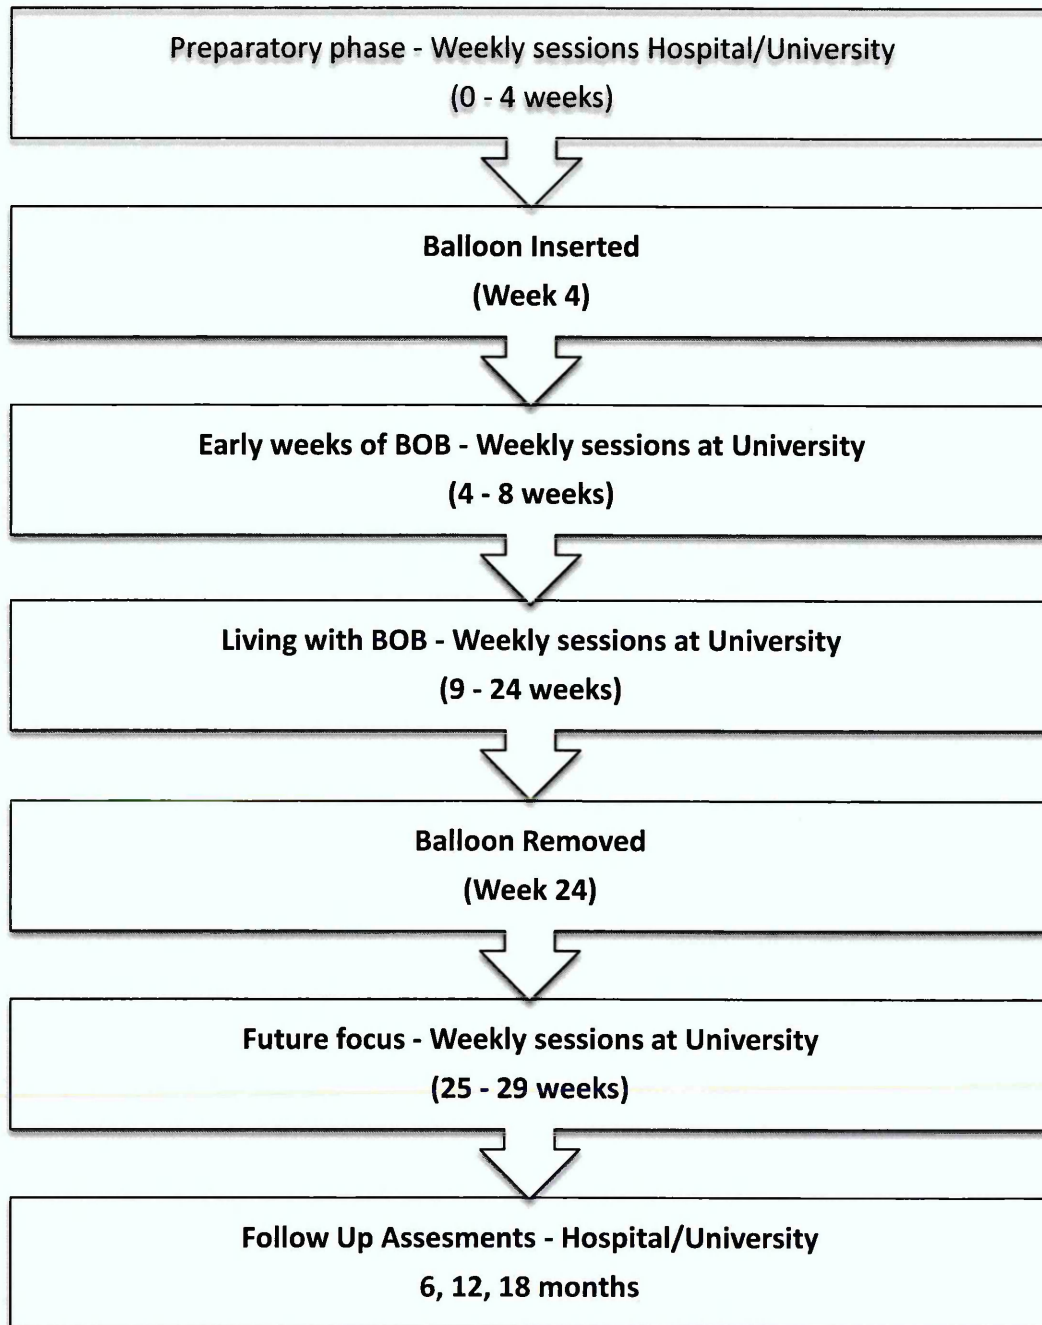 Preparatory phase - Weekly sessions Hospital/University
(0 - 4 weeks)
Balloon Inserted
(Week 4)
Early weeks of BOB - Weekly sessions at University
(4 - 8 weeks)
Living with BOB - Weekly sessions at University
(9 - 24 weeks)
Balloon Removed
(Week 24)
Future focus - Weekly sessions at University
(25 - 29 weeks)
Follow Up Assesments - Hospital/University
6, 12, 18 months